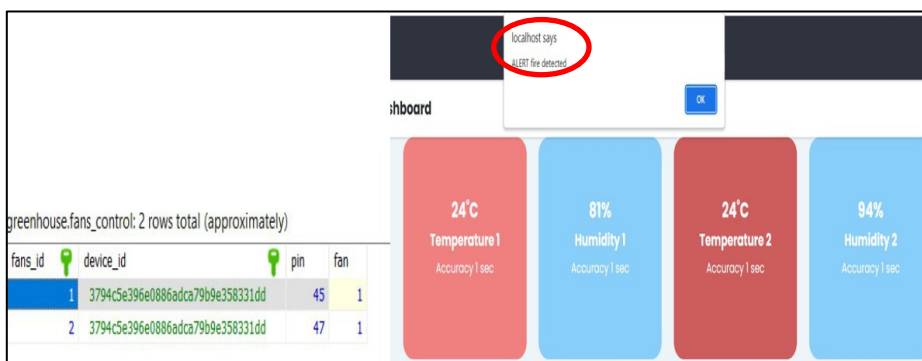 localhost says
ALERT fire detected
OK
shboard
24°C
Temperature 1
Accuracy 1 sec
81%
Humidity 1
Accuracy 1 sec
24°C
Temperature 2
Accuracy 1 sec
94%
Humidity 2
Accuracy 1 sec
greenhouse.fans_control: 2 rows total (approximately)
fans_id device_id pin fan
1 3794c5e396e0886adca79b9e358331dd 45 1
2 3794c5e396e0886adca79b9e358331dd 47 1